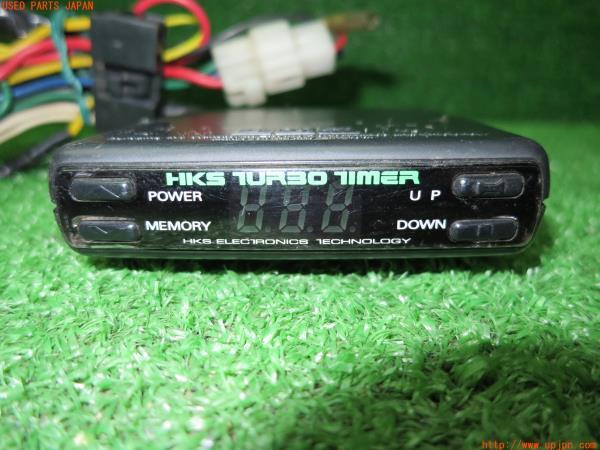 USED PARTS JAPAN
HKS TURBO TIMER
POWER
UP
MEMORY
DOWN
HKS ELECTRONICS TECHNOLOGY
http://www.upjpn.com